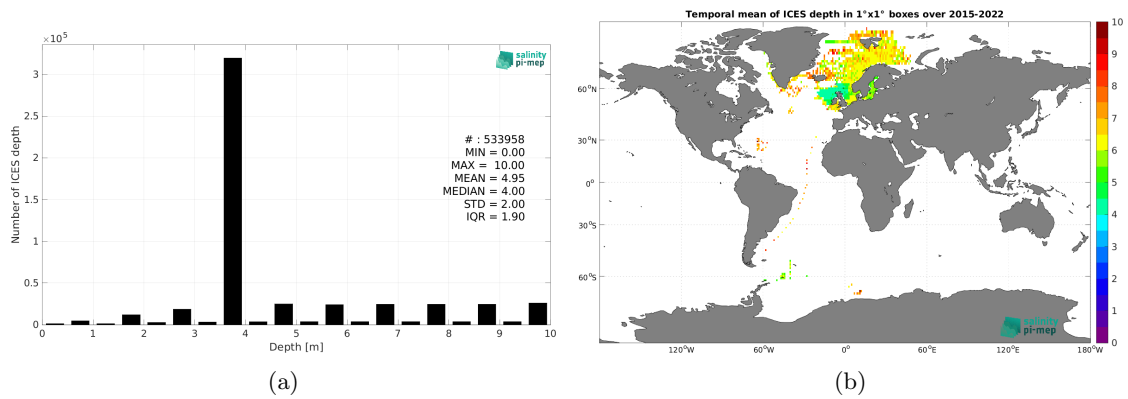 ×10⁵
3
2.5
2
1.5
1
0.5
0
Number of ICES depth
salinity
pi-mep
# : 533958
MIN = 0.00
MAX = 10.00
MEAN = 4.95
MEDIAN = 4.00
STD = 2.00
IQR = 1.90
0 1 2 3 4 5 6 7 8 9 10
Depth [m]
(a)
Temporal mean of ICES depth in 1°x1° boxes over 2015-2022
60°N
30°N
0°
30°S
60°S
120°W 60°W 0° 60°E 120°E 180°W
salinity
pi-mep
10
9
8
7
6
5
4
3
2
1
0
(b)